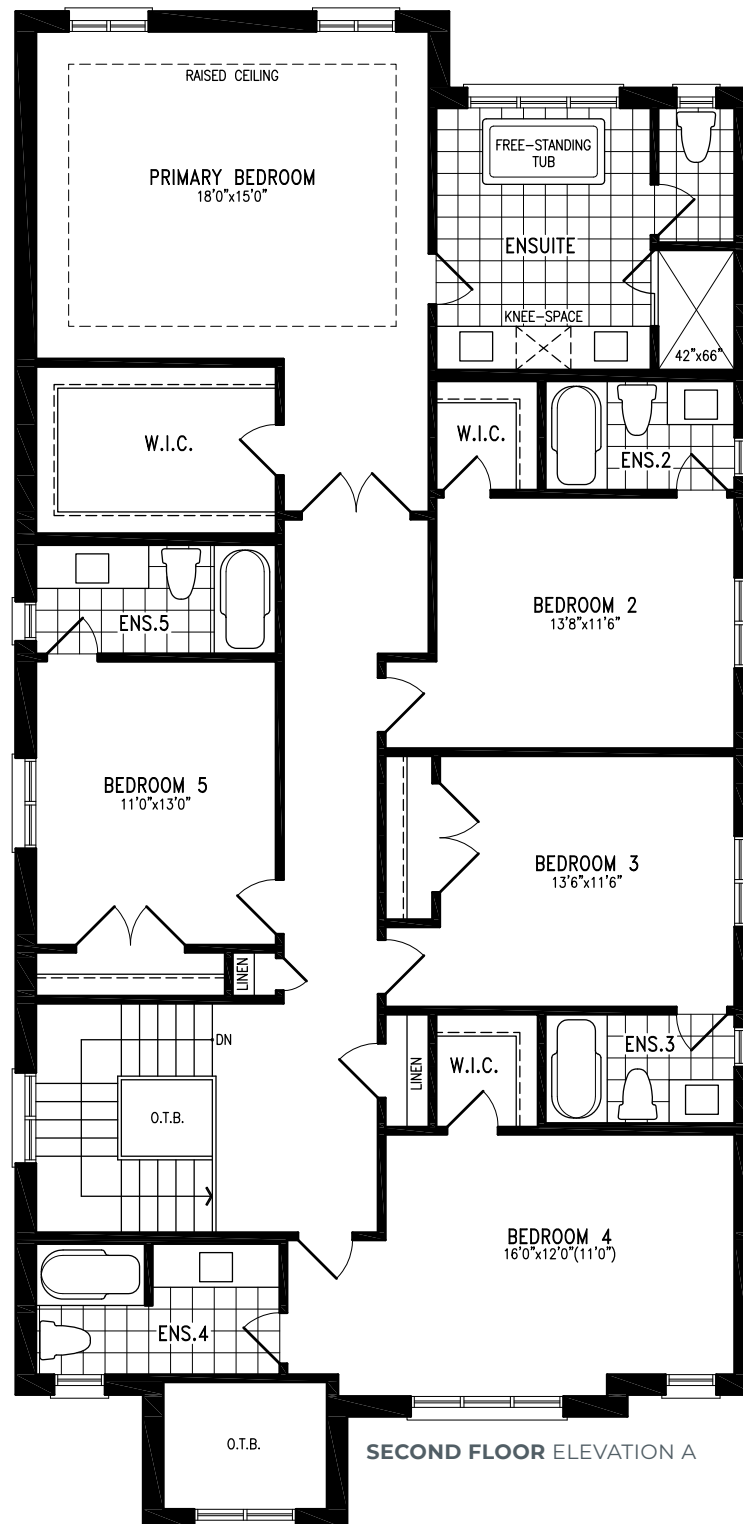 RAISED CEILING
PRIMARY BEDROOM
18'0"x15'0"
FREE-STANDING
TUB
ENSUITE
KNEE-SPACE
42"x66"
W.I.C.
W.I.C.
ENS.2
ENS.5
BEDROOM 2
13'8"x11'6"
BEDROOM 5
11'0"x13'0"
BEDROOM 3
13'6"x11'6"
LINEN
DN
O.T.B.
LINEN
W.I.C.
ENS.3
BEDROOM 4
16'0"x12'0"(11'0")
ENS.4
O.T.B.
SECOND FLOOR ELEVATION A